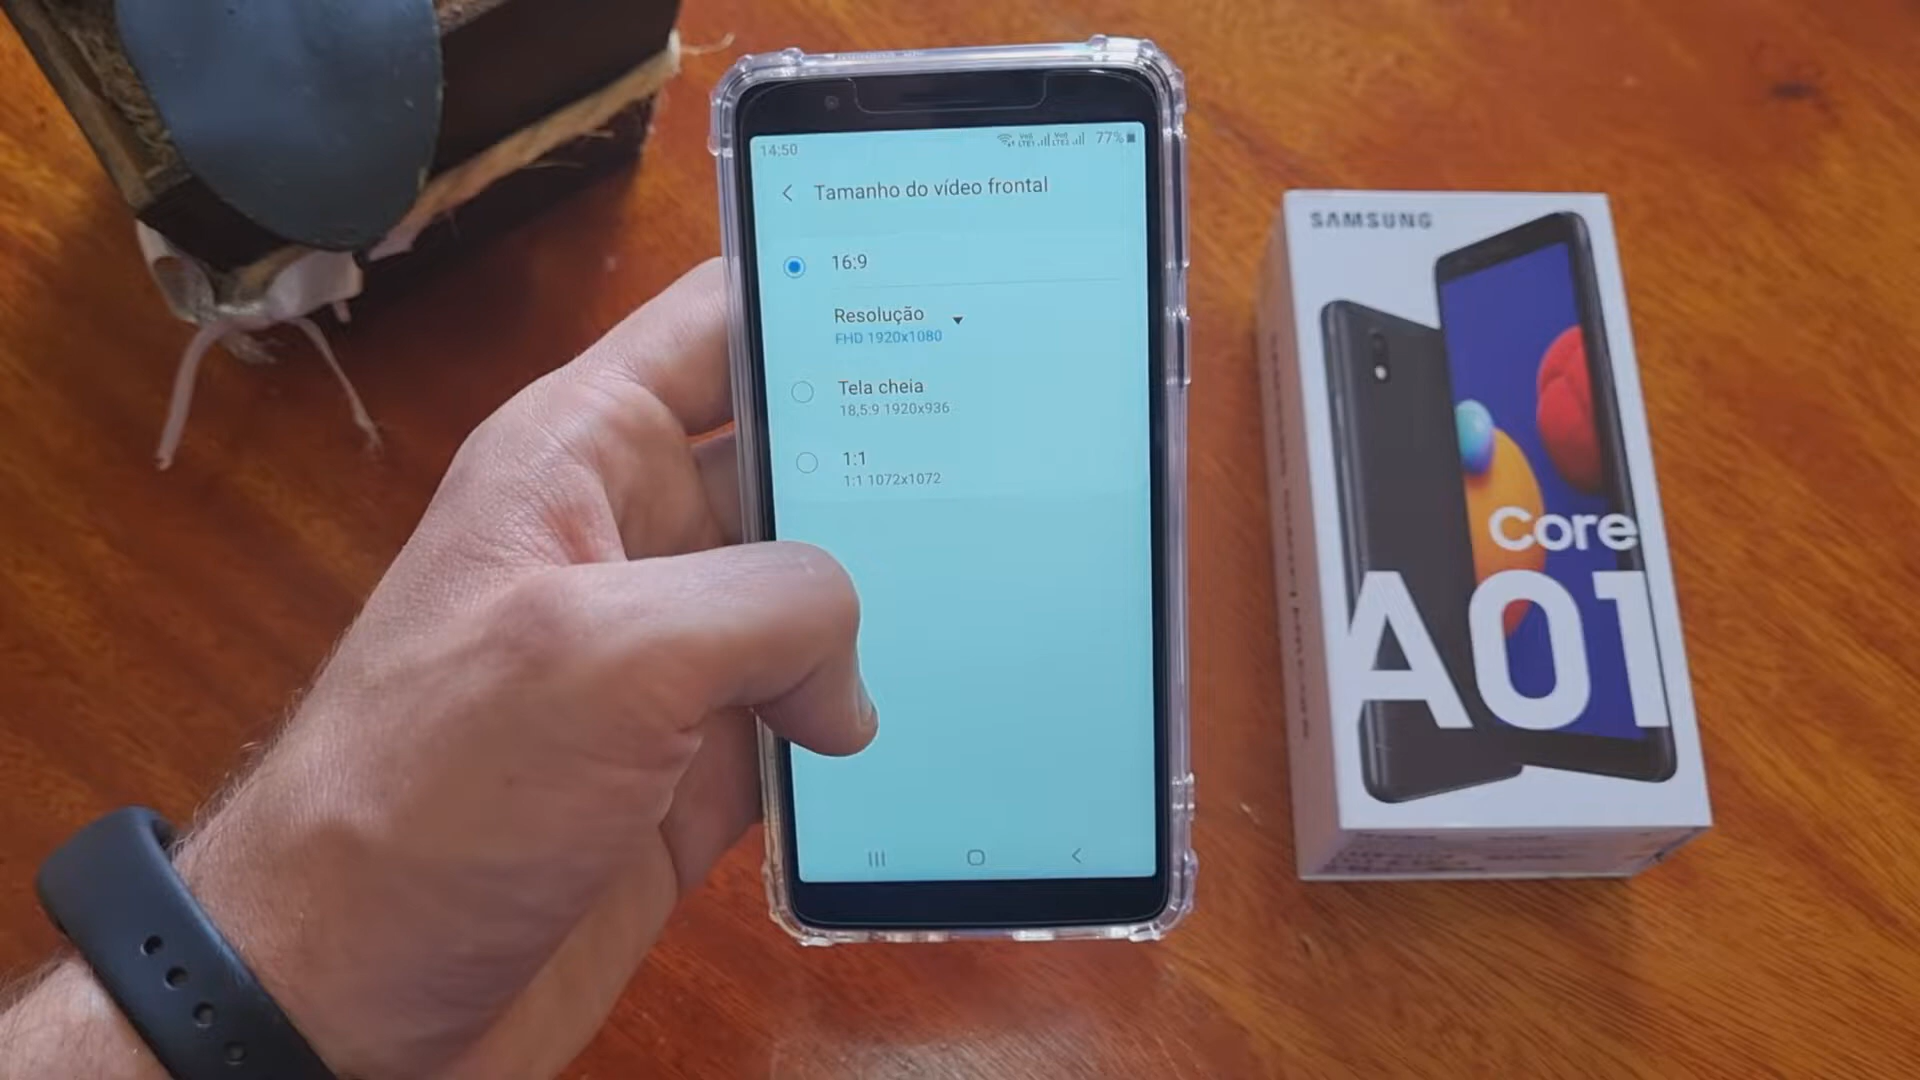 14:50
77%
Tamanho do vídeo frontal
16:9
Resolução
FHD 1920x1080
Tela cheia
18,5:9 1920x936
1:1
1:1 1072x1072
SAMSUNG
Core
A01